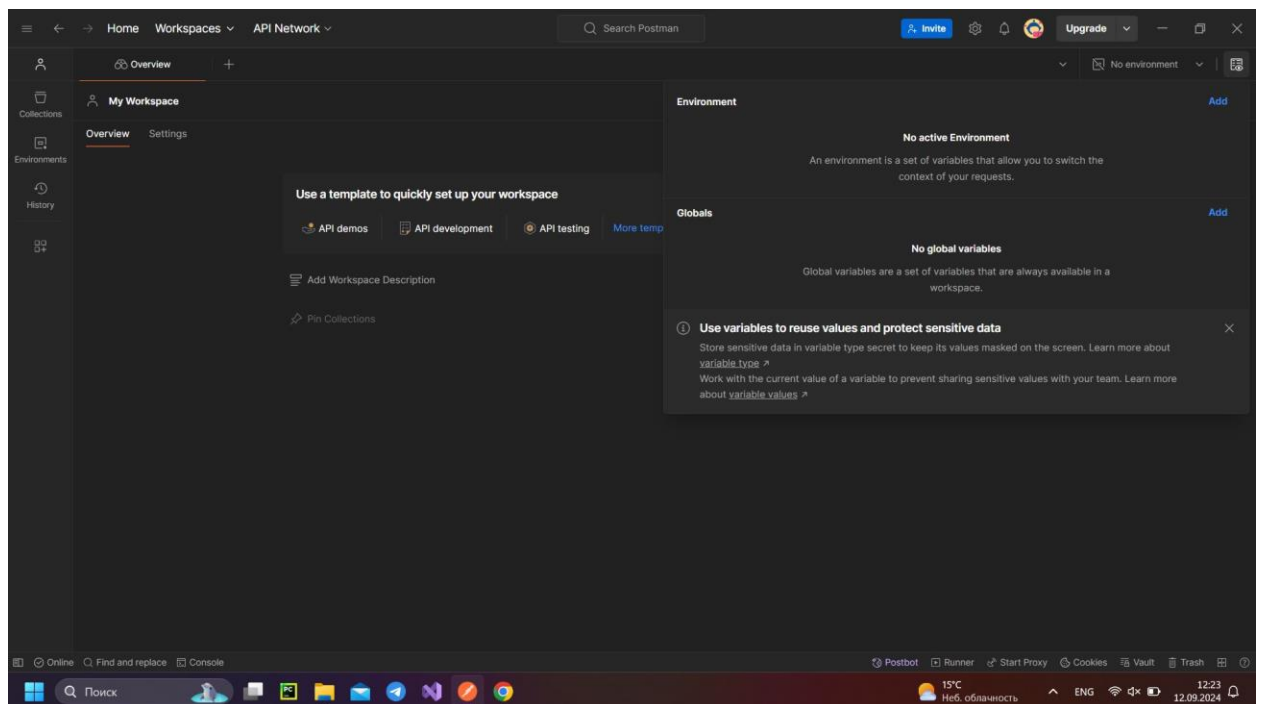 Home Workspaces API Network Search Postman Invite Upgrade
Overview No environment
Collections
Environments
History
My Workspace
Overview Settings
Use a template to quickly set up your workspace
API demos API development API testing More temp
Add Workspace Description
Pin Collections
Environment Add
No active Environment
An environment is a set of variables that allow you to switch the
context of your requests.
Globals Add
No global variables
Global variables are a set of variables that are always available in a
workspace.
Use variables to reuse values and protect sensitive data
Store sensitive data in variable type secret to keep its values masked on the screen. Learn more about
variable type
Work with the current value of a variable to prevent sharing sensitive values with your team. Learn more
about variable values
Online Find and replace Console Postbot Runner Start Proxy Cookies Vault Trash
Поиск PC 15°C ENG 12:23
Неб. облачность 12.09.2024